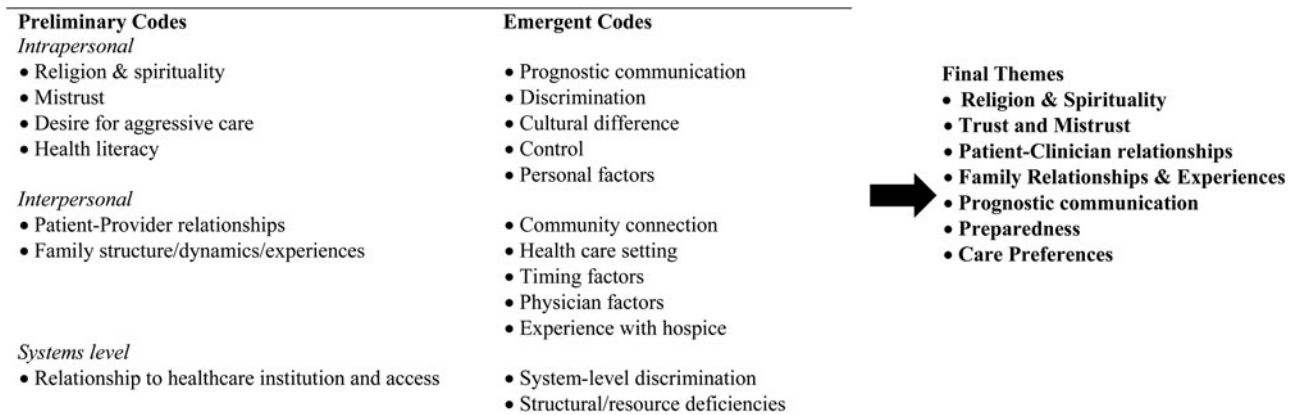 Preliminary Codes
Intrapersonal
• Religion & spirituality
• Mistrust
• Desire for aggressive care
• Health literacy
Interpersonal
• Patient-Provider relationships
• Family structure/dynamics/experiences
Systems level
• Relationship to healthcare institution and access
Emergent Codes
• Prognostic communication
• Discrimination
• Cultural difference
• Control
• Personal factors
• Community connection
• Health care setting
• Timing factors
• Physician factors
• Experience with hospice
• System-level discrimination
• Structural/resource deficiencies
Final Themes
• Religion & Spirituality
• Trust and Mistrust
• Patient-Clinician relationships
• Family Relationships & Experiences
• Prognostic communication
• Preparedness
• Care Preferences